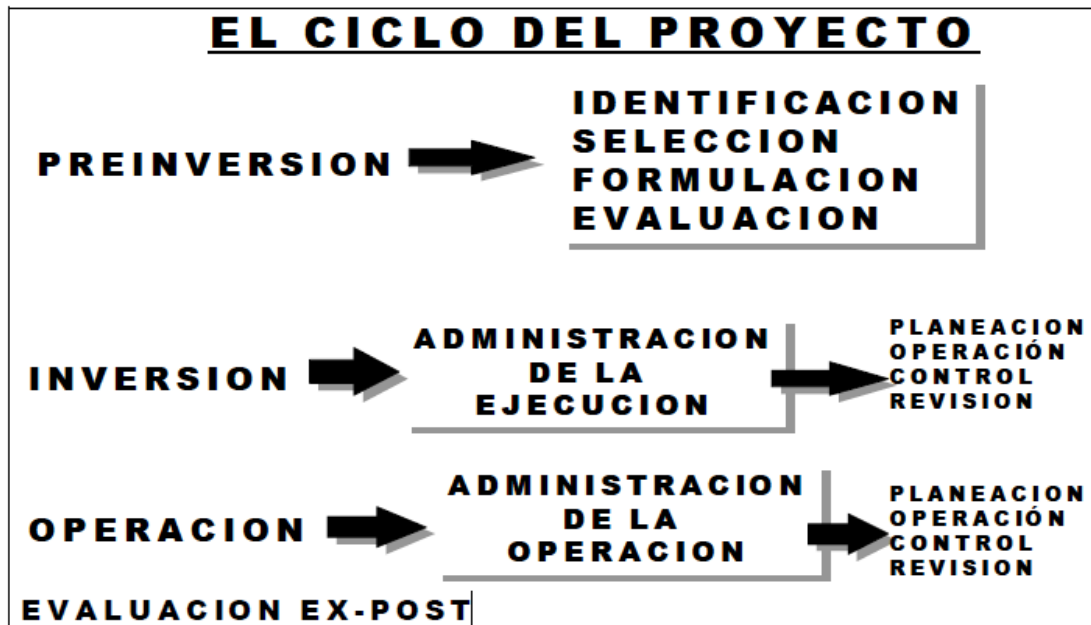 EL CICLO DEL PROYECTO
PREINVERSION
IDENTIFICACION
SELECCION
FORMULACION
EVALUACION
INVERSION
ADMINISTRACION
DE LA
EJECUCION
PLANEACION
OPERACIÓN
CONTROL
REVISION
OPERACION
ADMINISTRACION
DE LA
OPERACION
PLANEACION
OPERACIÓN
CONTROL
REVISION
EVALUACION EX-POST